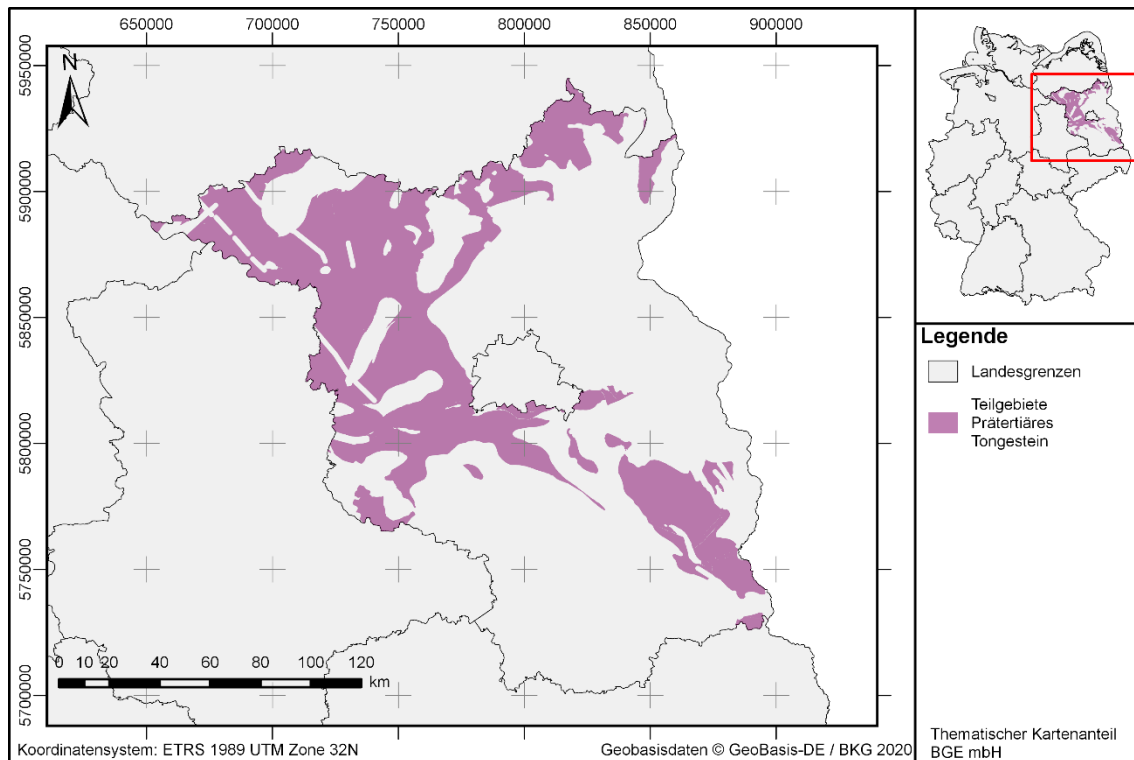 650000 700000 750000 800000 850000 900000
5950000
5900000
5850000
5800000
5750000
5700000
N
0 10 20 40 60 80 100 120
km
Koordinatensystem: ETRS 1989 UTM Zone 32N
Geobasisdaten © GeoBasis-DE / BKG 2020
Legende
Landesgrenzen
Teilgebiete
Prätertiäres
Tongestein
Thematischer Kartenanteil
BGE mbH